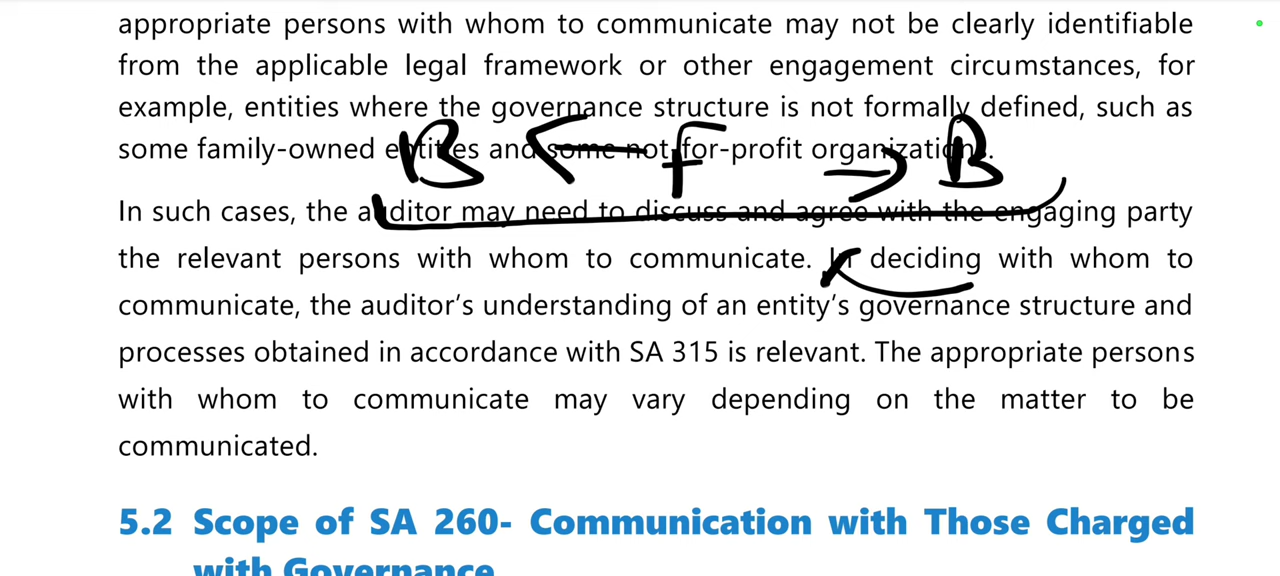 appropriate persons with whom to communicate may not be clearly identifiable
from the applicable legal framework or other engagement circumstances, for
example, entities where the governance structure is not formally defined, such as
some family-owned entities and some not-for-profit organizations.
B ← F → B
In such cases, the auditor may need to discuss and agree with the engaging party
the relevant persons with whom to communicate. In deciding with whom to
communicate, the auditor’s understanding of an entity’s governance structure and
processes obtained in accordance with SA 315 is relevant. The appropriate persons
with whom to communicate may vary depending on the matter to be
communicated.
5.2 Scope of SA 260- Communication with Those Charged
with Governance